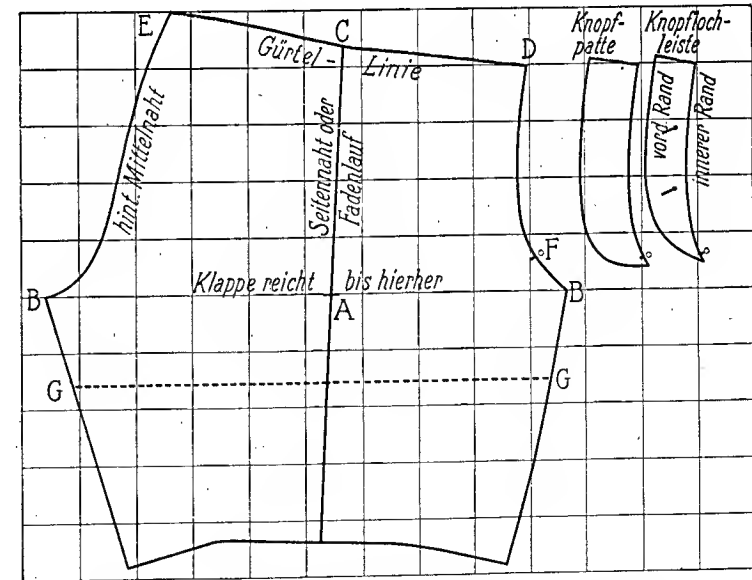 E
C
Gürtel-
Linie
D
Knopf-
patte
Knopfloch-
leiste
hint. Mittelnaht
Seitennaht oder
Fadenlauf
vord. Rand
innerer Rand
F
B
Klappe reicht bis hierher
B
A
G
G